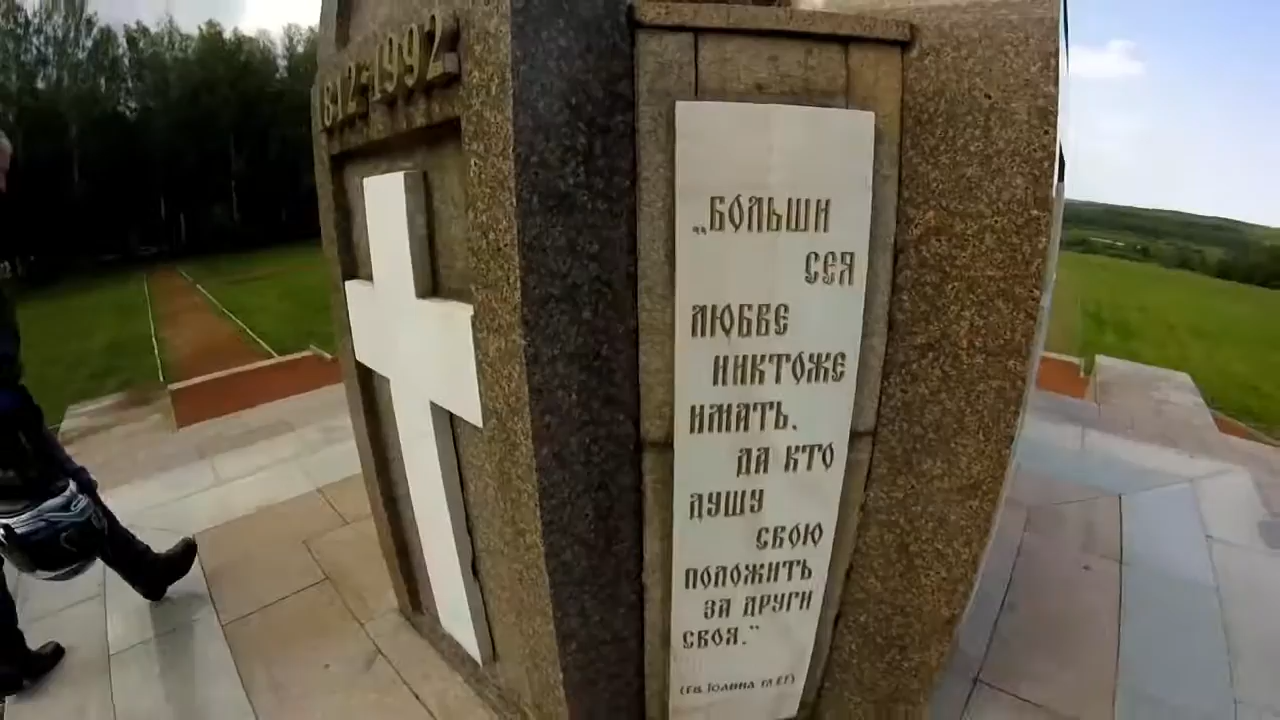 1812-1992
„БОЛЬШИ
СЕЯ
ЛЮБВЕ
НИКТОЖЕ
ИМАТЬ.
ДА КТО
ДУШУ
СВОЮ
ПОЛОЖИТЬ
ЗА ДРУГИ
СВОЯ.“